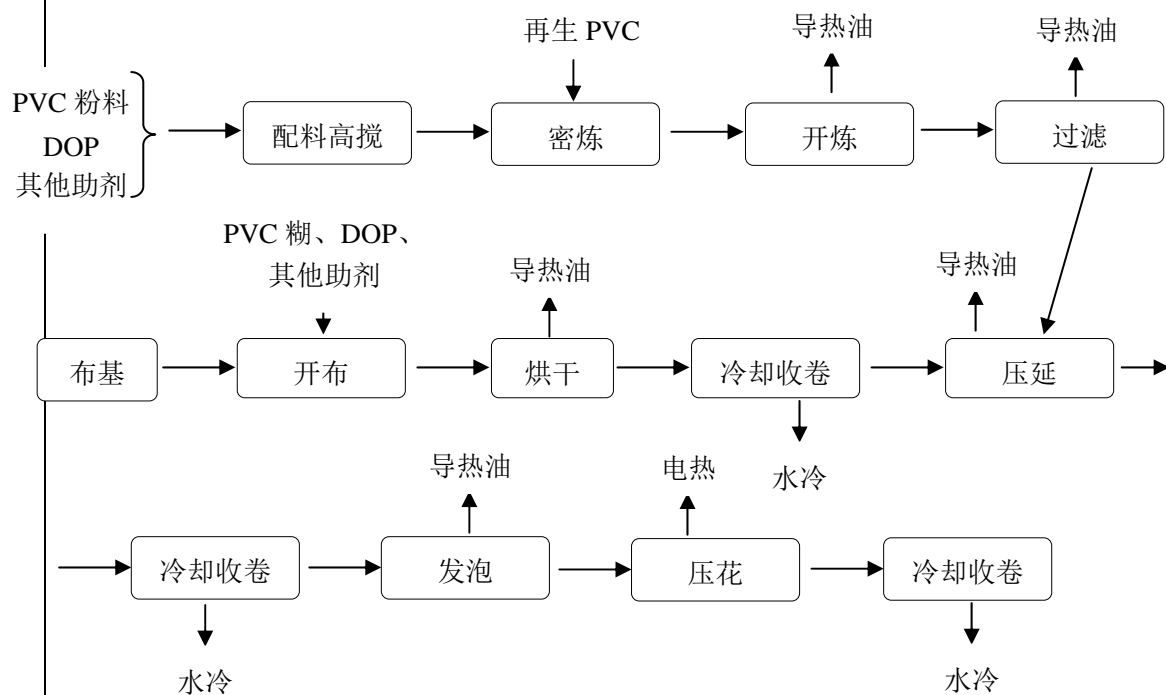 再生 PVC
导热油
导热油
PVC 粉料
DOP
其他助剂
配料高搅
密炼
开炼
过滤
PVC 糊、DOP、
其他助剂
导热油
导热油
布基
开布
烘干
冷却收卷
压延
水冷
导热油
电热
冷却收卷
发泡
压花
冷却收卷
水冷
水冷